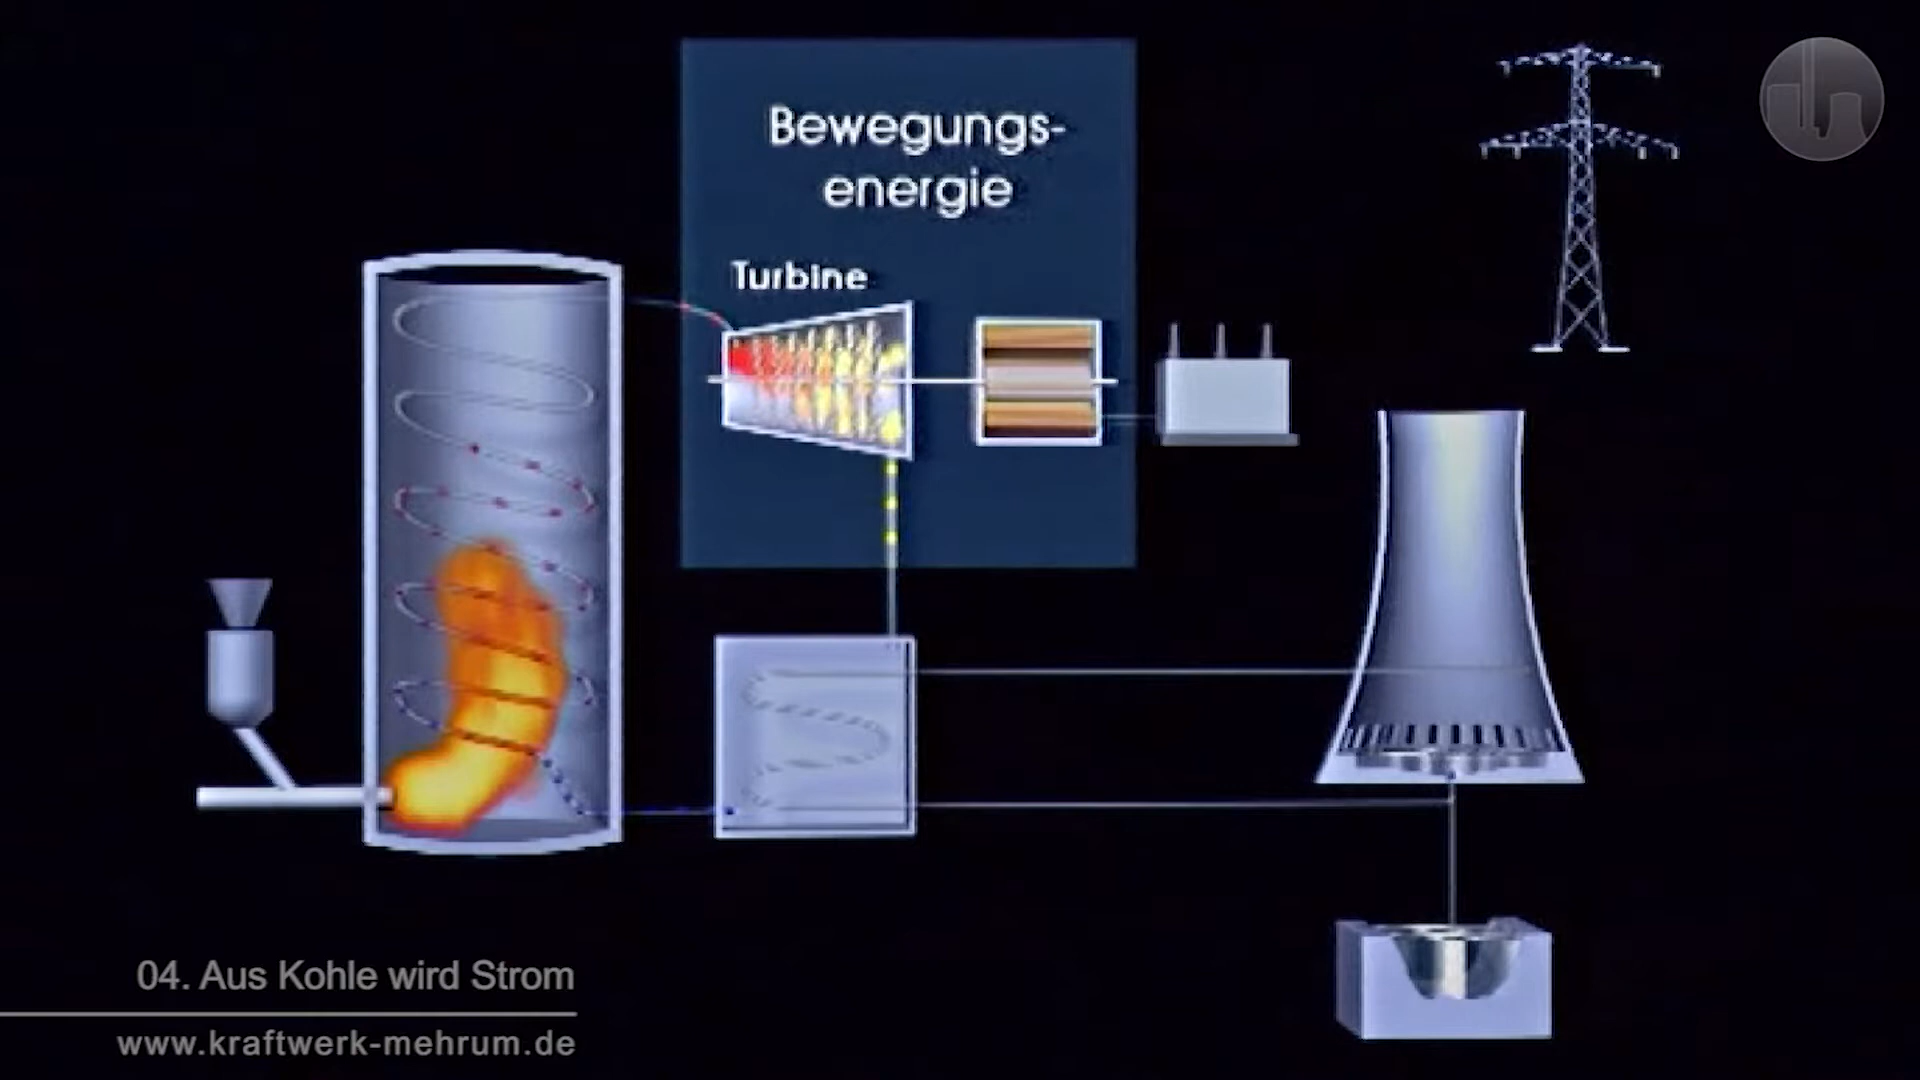 Bewegungs-
energie
Turbine
04. Aus Kohle wird Strom
www.kraftwerk-mehrum.de